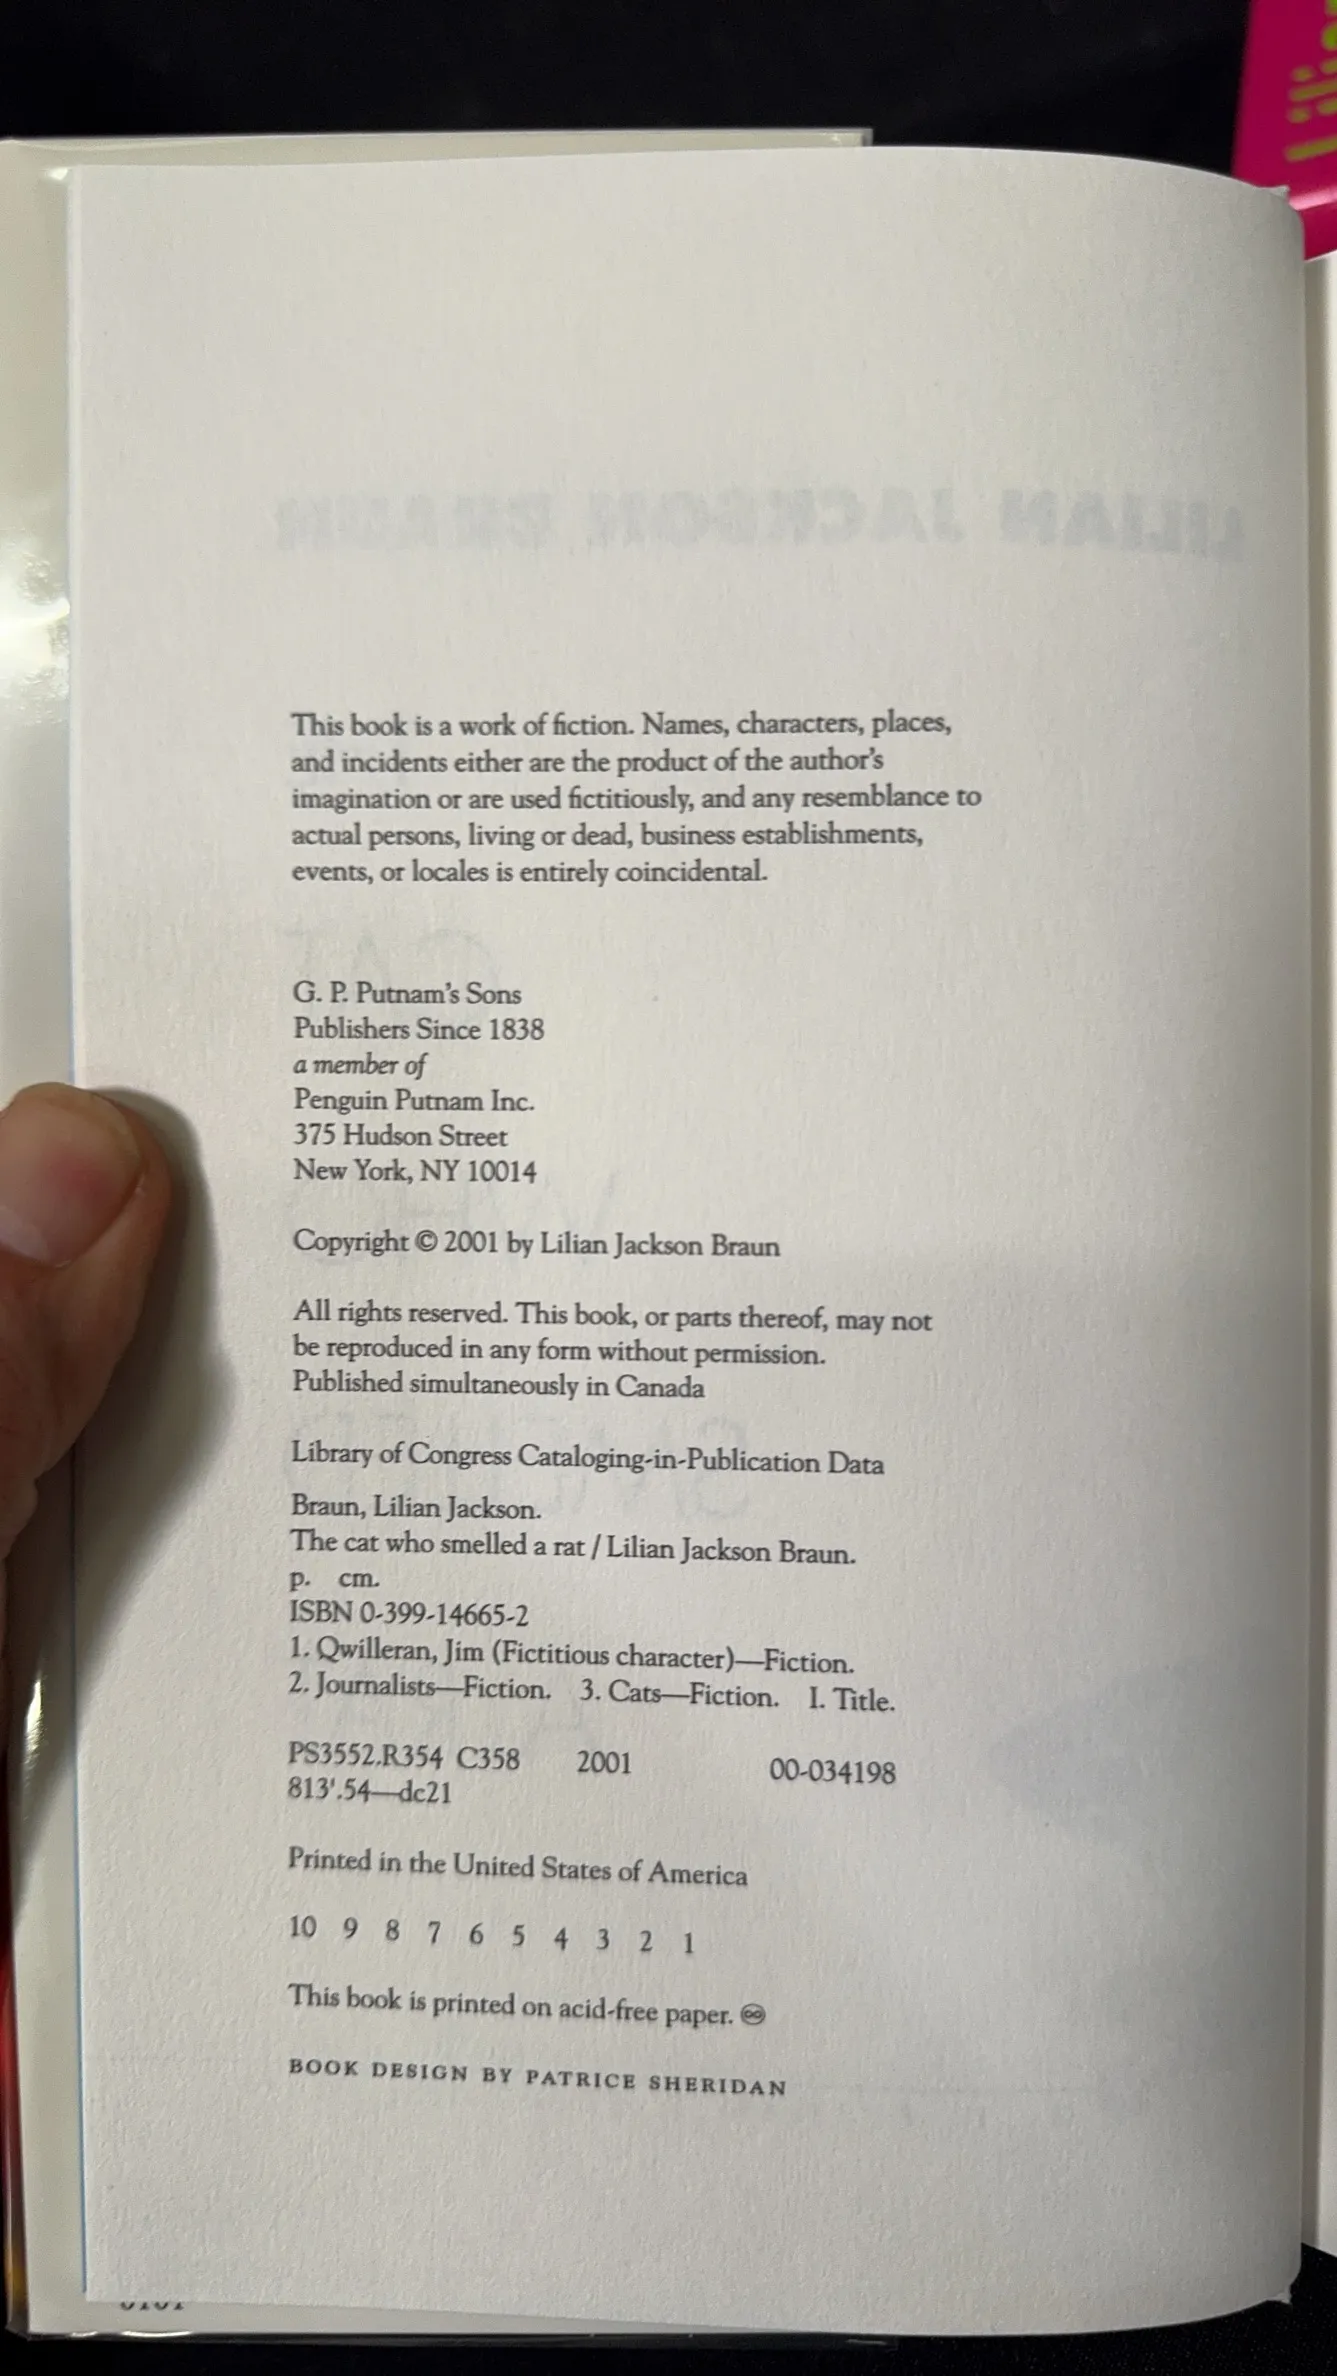 LILIAN JACKSON BRAUN
This book is a work of fiction. Names, characters, places,
and incidents either are the product of the author's
imagination or are used fictitiously, and any resemblance to
actual persons, living or dead, business establishments,
events, or locales is entirely coincidental.
G. P. Putnam's Sons
Publishers Since 1838
a member of
Penguin Putnam Inc.
375 Hudson Street
New York, NY 10014
Copyright © 2001 by Lilian Jackson Braun
All rights reserved. This book, or parts thereof, may not
be reproduced in any form without permission.
Published simultaneously in Canada
Library of Congress Cataloging-in-Publication Data
Braun, Lilian Jackson.
The cat who smelled a rat / Lilian Jackson Braun.
p. cm.
ISBN 0-399-14665-2
1. Qwilleran, Jim (Fictitious character)—Fiction.
2. Journalists—Fiction. 3. Cats—Fiction. I. Title.
PS3552.R354 C358 2001 00-034198
813'.54—dc21
Printed in the United States of America
10 9 8 7 6 5 4 3 2 1
This book is printed on acid-free paper. ♾
BOOK DESIGN BY PATRICE SHERIDAN